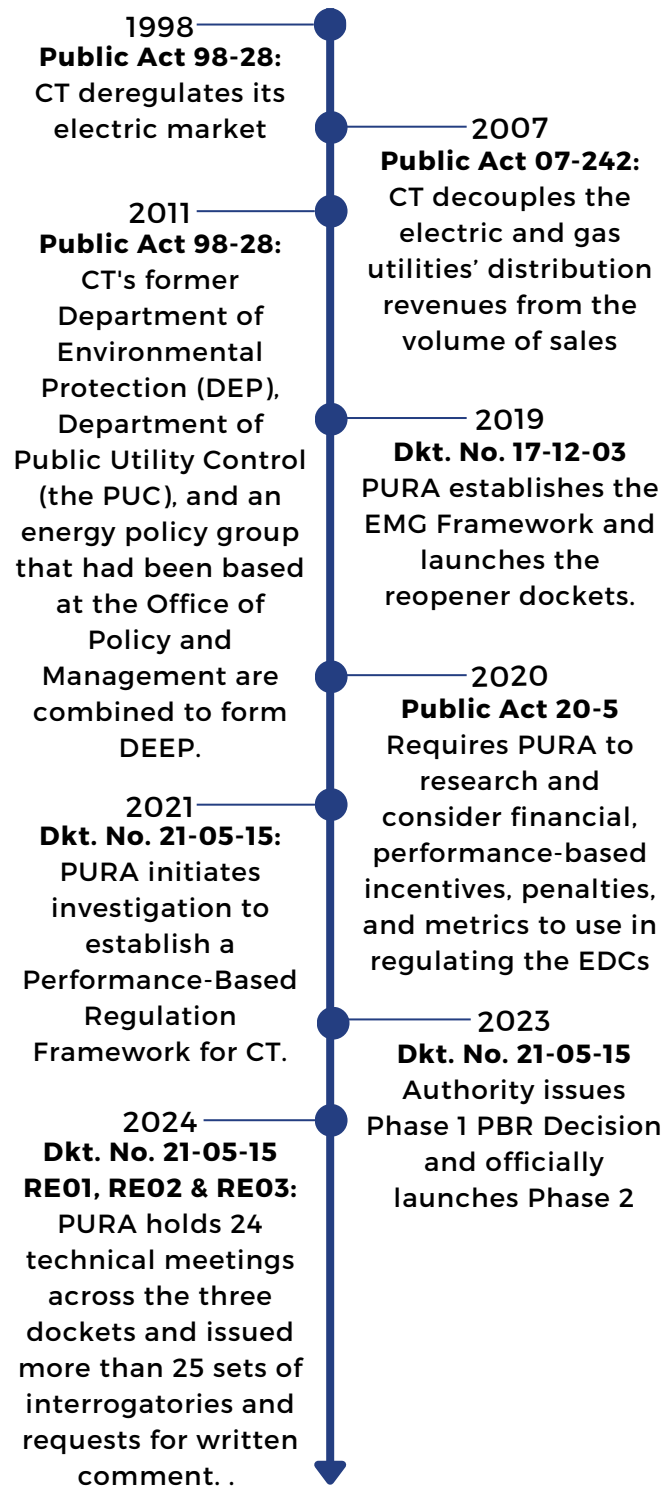 1998
Public Act 98-28:
CT deregulates its
electric market
2007
Public Act 07-242:
CT decouples the
electric and gas
utilities’ distribution
revenues from the
volume of sales
2011
Public Act 98-28:
CT's former
Department of
Environmental
Protection (DEP),
Department of
Public Utility Control
(the PUC), and an
energy policy group
that had been based
at the Office of
Policy and
Management are
combined to form
DEEP.
2019
Dkt. No. 17-12-03
PURA establishes the
EMG Framework and
launches the
reopener dockets.
2020
Public Act 20-5
Requires PURA to
research and
consider financial,
performance-based
incentives, penalties,
and metrics to use in
regulating the EDCs
2021
Dkt. No. 21-05-15:
PURA initiates
investigation to
establish a
Performance-Based
Regulation
Framework for CT.
2023
Dkt. No. 21-05-15
Authority issues
Phase 1 PBR Decision
and officially
launches Phase 2
2024
Dkt. No. 21-05-15
RE01, RE02 & RE03:
PURA holds 24
technical meetings
across the three
dockets and issued
more than 25 sets of
interrogatories and
requests for written
comment. .